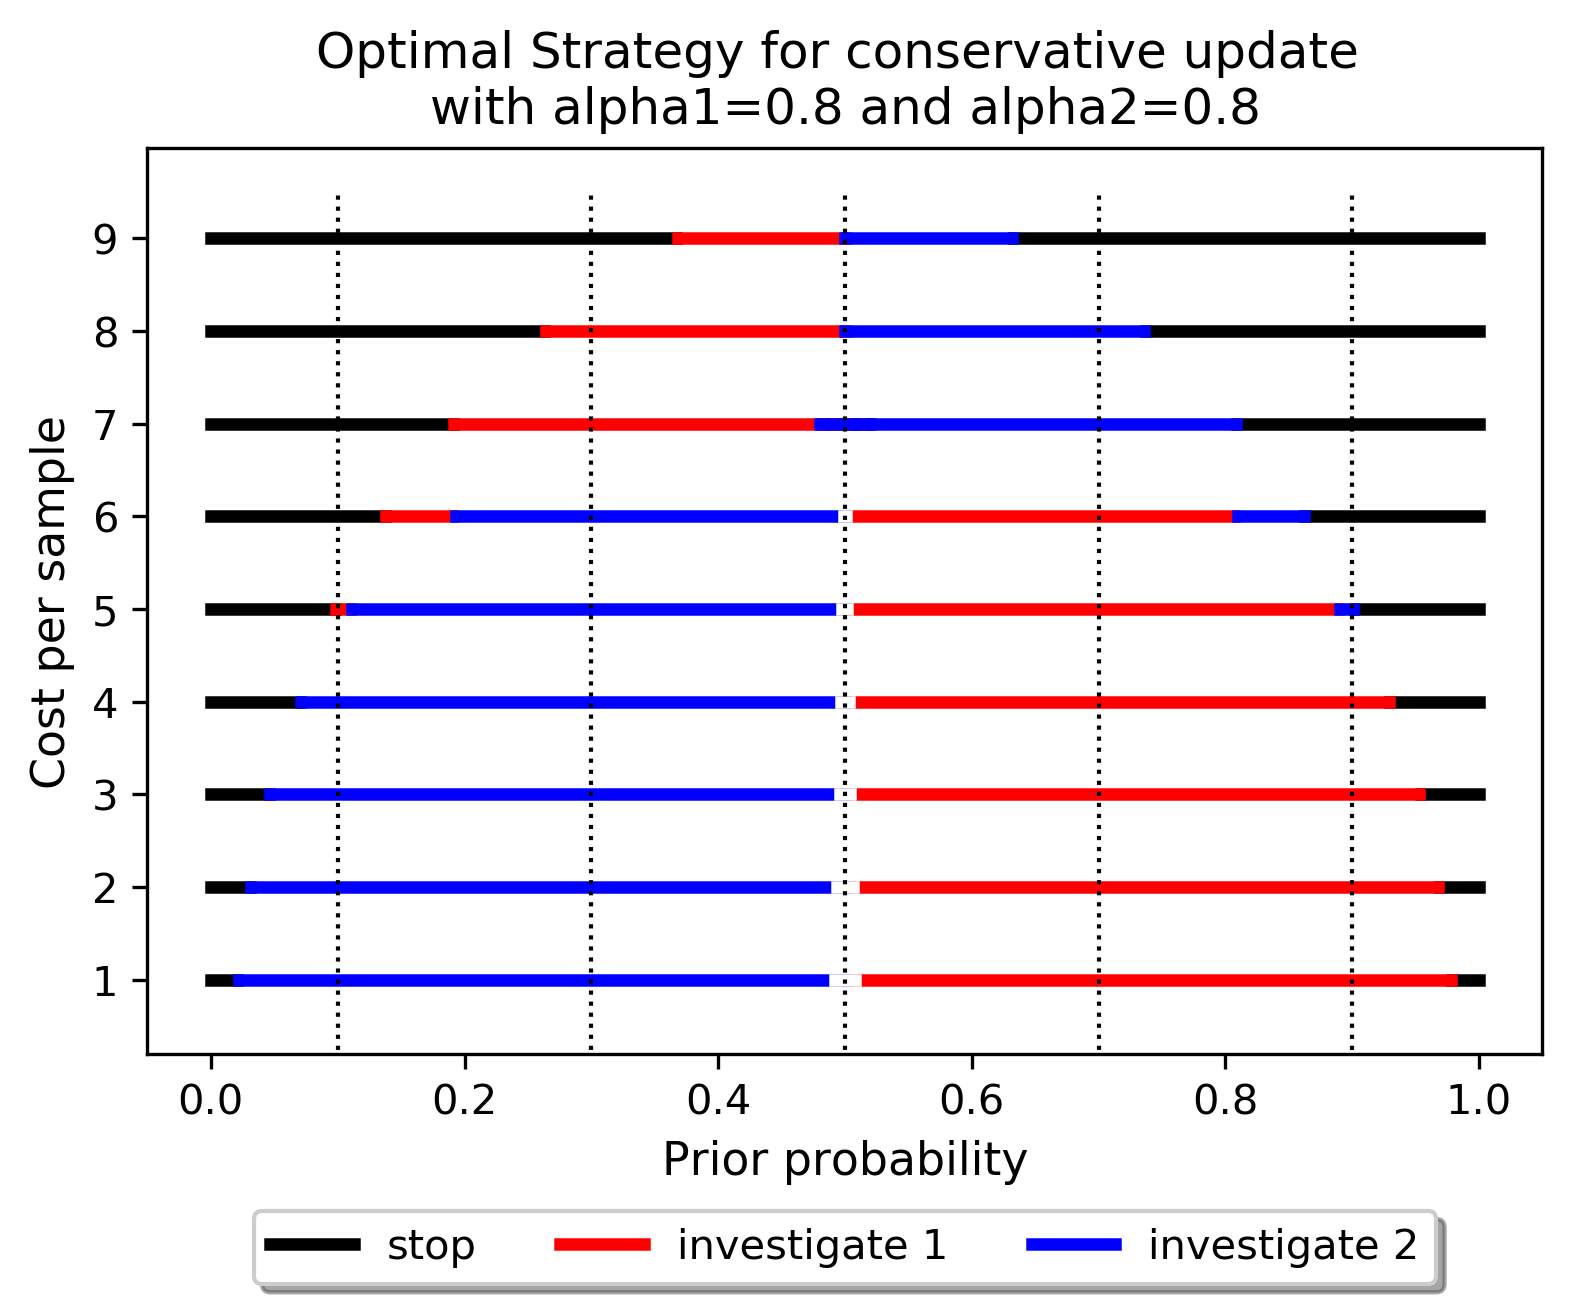 Optimal Strategy for conservative update
with alpha1=0.8 and alpha2=0.8
Cost per sample
9
8
7
6
5
4
3
2
1
0.0 0.2 0.4 0.6 0.8 1.0
Prior probability
stop investigate 1 investigate 2